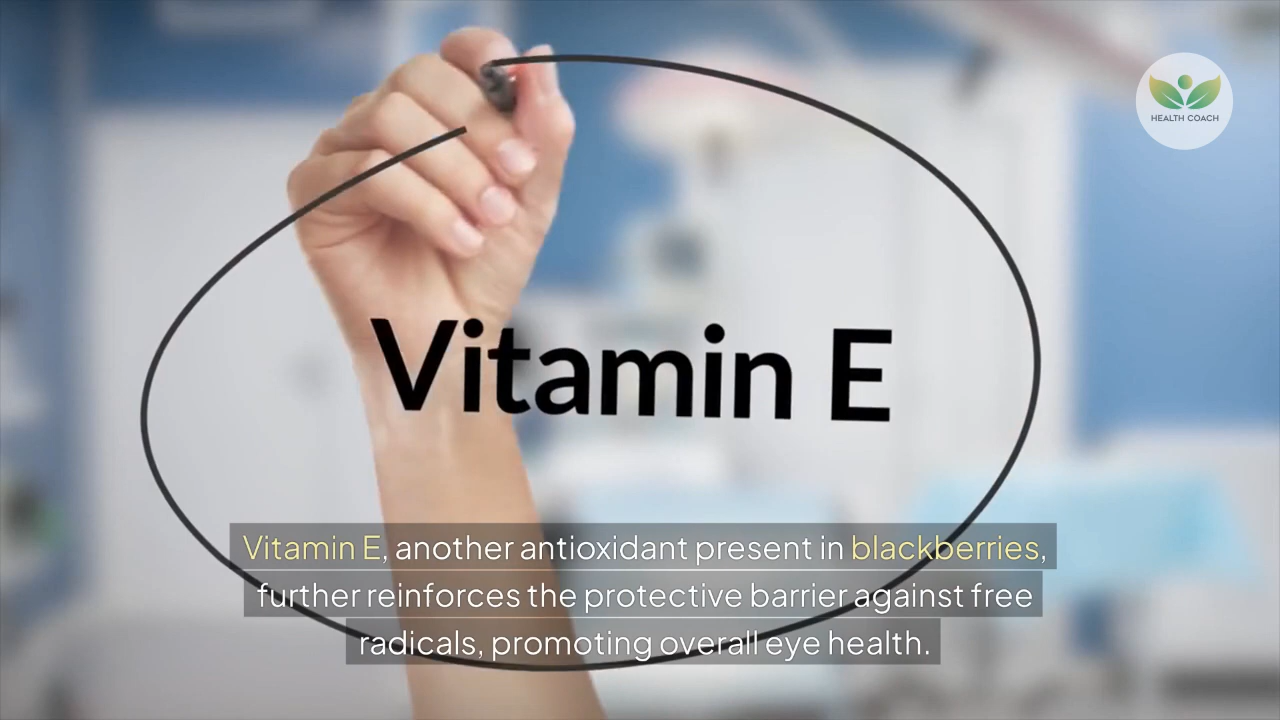 HEALTH COACH
Vitamin E
Vitamin E, another antioxidant present in blackberries,
further reinforces the protective barrier against free
radicals, promoting overall eye health.